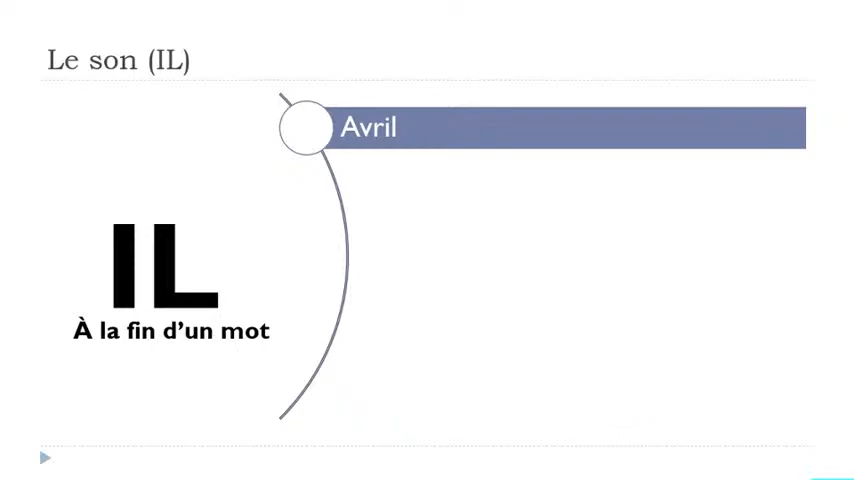 Le son (IL)
Avril
IL
À la fin d’un mot